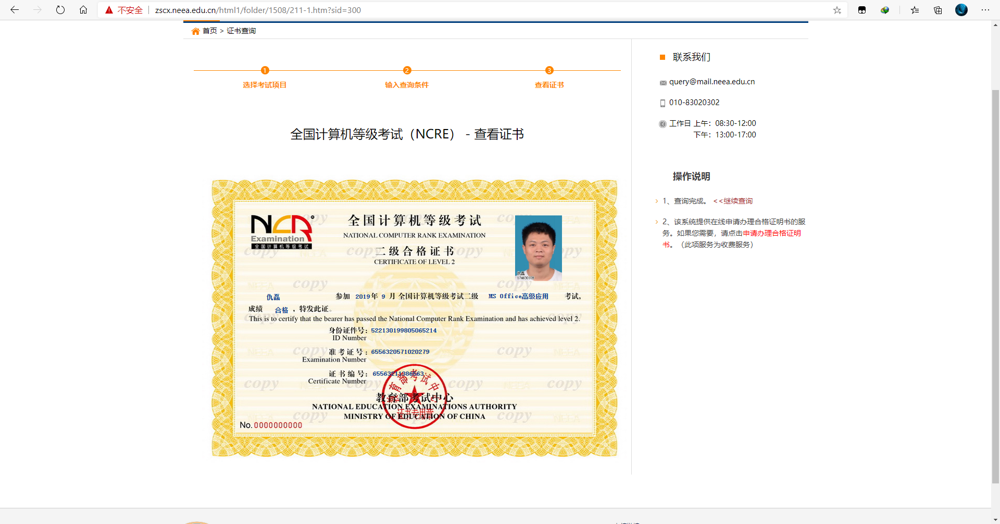 不安全 zscx.neea.edu.cn/html1/folder/1508/211-1.htm?sid=300
首页 > 证书查询
1 2 3
选择考试项目 输入查询条件 查看证书
全国计算机等级考试（NCRE） - 查看证书
NCR
Examination
全国计算机等级考试
全国计算机等级考试
NATIONAL COMPUTER RANK EXAMINATION
二级合格证书
CERTIFICATE OF LEVEL 2
仇磊
174630109
仇磊 参加 2019年 9 月 全国计算机等级考试二级 MS Office高级应用 考试,
成绩 合格 ，特发此证。
This is to certify that the bearer has passed the National Computer Rank Examination and has achieved level 2.
身份证件号：522130199805065214
ID Number
准考证号：6556320571020279
Examination Number
证书编号：
Certificate Number
教育部考试中心
NATIONAL EDUCATION EXAMINATIONS AUTHORITY
MINISTRY OF EDUCATION OF CHINA
教育部考试中心
证书专用章
No.0000000000
copy
NEEA
联系我们
query@mail.neea.edu.cn
010-83020302
工作日 上午：08:30-12:00
下午：13:00-17:00
操作说明
1、查询完成。 <<继续查询
2、该系统提供在线申请办理合格证明书的服
务。如果您需要，请点击申请办理合格证明
书。（此项服务为收费服务）